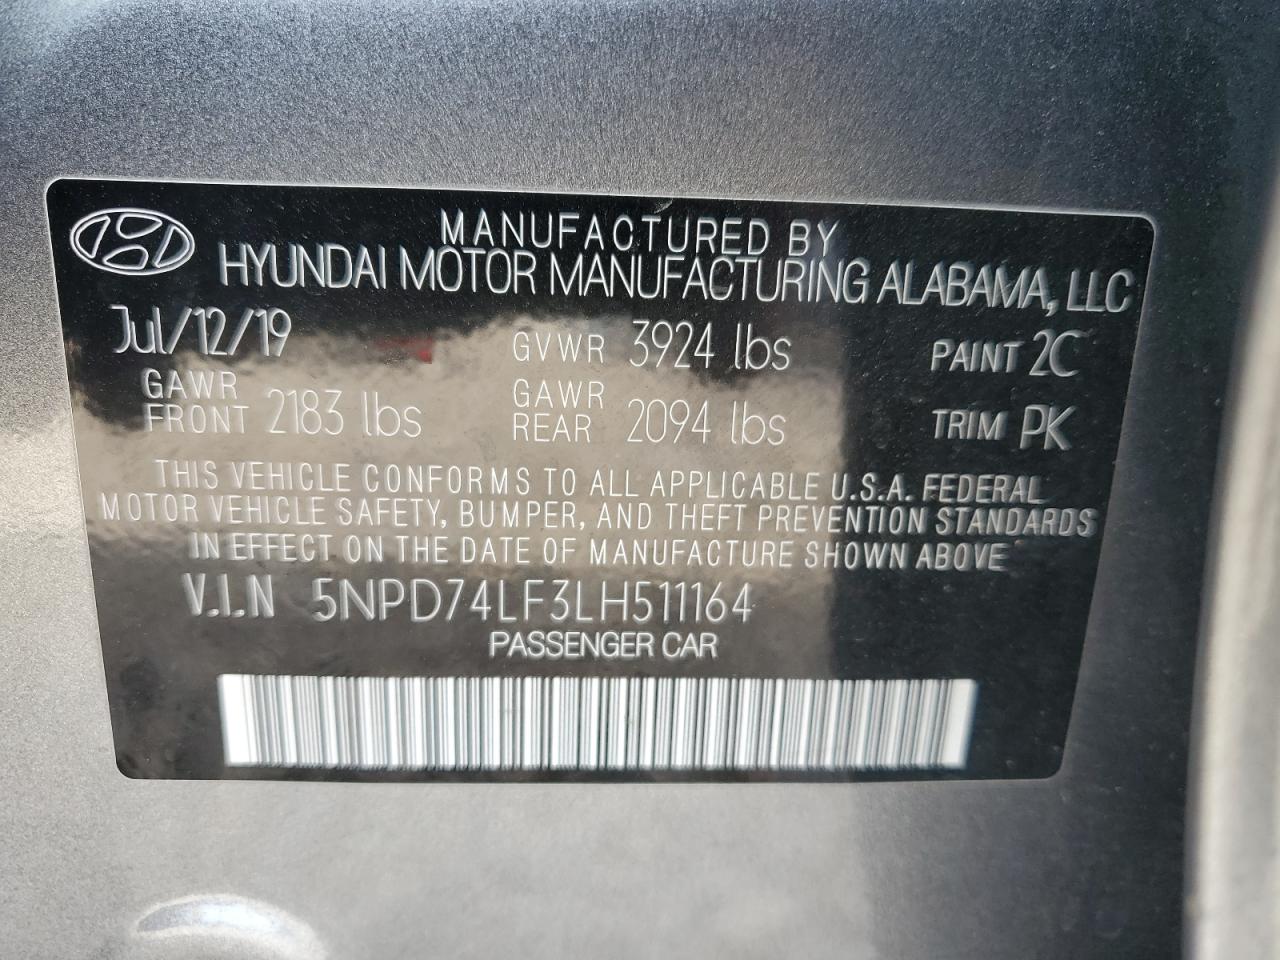 MANUFACTURED BY
HYUNDAI MOTOR MANUFACTURING ALABAMA, LLC
Jul/12/19 GVWR 3924 lbs PAINT 2C
GAWR FRONT 2183 lbs GAWR REAR 2094 lbs TRIM PK
THIS VEHICLE CONFORMS TO ALL APPLICABLE U.S.A. FEDERAL
MOTOR VEHICLE SAFETY, BUMPER, AND THEFT PREVENTION STANDARDS
IN EFFECT ON THE DATE OF MANUFACTURE SHOWN ABOVE
V.I.N 5NPD74LF3LH511164
PASSENGER CAR